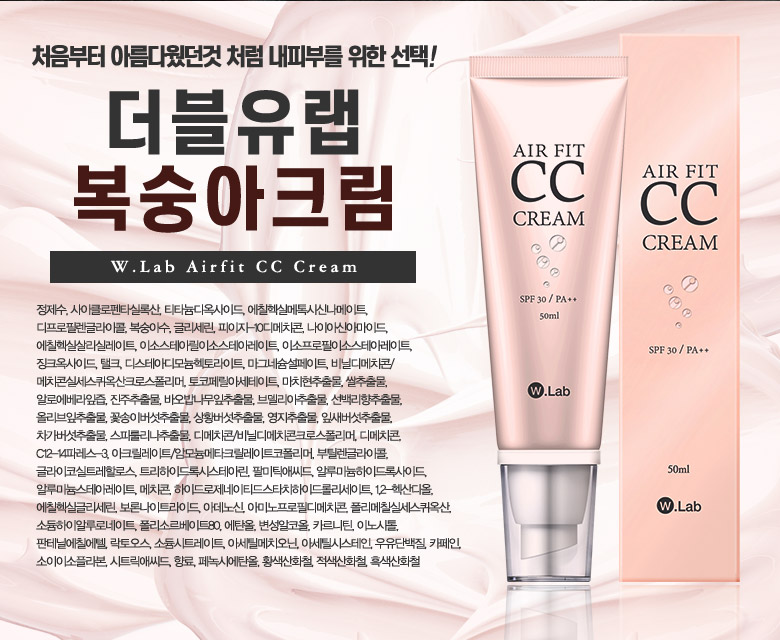 처음부터 아름다웠던것 처럼 내피부를 위한 선택!
더블유랩
복숭아크림
W.Lab Airfit CC Cream
정제수, 사이클로펜타실록산, 티타늄디옥사이드, 에칠헥실메톡시신나메이트,
디프로필렌글라이콜, 복숭아수, 글리세린, 피이지-10디메치콘, 나이아신아마이드,
에칠헥실살리실레이트, 이소스테아릴이소스테아레이트, 이소프로필이소스테아레이트,
징크옥사이드, 탤크, 디스테아디모늄헥토라이트, 마그네슘설페이트, 비닐디메치콘/
메치콘실세스퀴옥산크로스폴리머, 토코페릴아세테이트, 마치현추출물, 쌀추출물,
알로에베라잎즙, 진주추출물, 바오밥나무잎추출물, 브델리아추출물, 선백리향추출물,
올리브잎추출물, 꽃송이버섯추출물, 상황버섯추출물, 영지추출물, 잎새버섯추출물,
차가버섯추출물, 스피룰리나추출물, 디메치콘/비닐디메치콘크로스폴리머, 디메치콘,
C12-14파레스-3, 아크릴레이트/암모늄메타크릴레이트코폴리머, 부틸렌글라이콜,
글라이코실트레할로스, 트리하이드록시스테아린, 팔미틱애씨드, 알루미늄하이드록사이드,
알루미늄스테아레이트, 메치콘, 하이드로제네이티드스타치하이드롤리세이트, 1,2-헥산디올,
에칠헥실글리세린, 보론나이트라이드, 아데노신, 아미노프로필디메치콘, 폴리메칠실세스퀴옥산,
소듐하이알루로네이트, 폴리소르베이트80, 에탄올, 변성알코올, 카르니틴, 이노시톨,
판테닐에칠에텔, 락토오스, 소듐시트레이트, 아세틸메치오닌, 아세틸시스테인, 우유단백질, 카페인,
소이이소플라본, 시트릭애씨드, 향료, 페녹시에탄올, 황색산화철, 적색산화철, 흑색산화철
AIR FIT
CC
CREAM
SPF 30 / PA++
50ml
W.Lab
AIR FIT
CC
CREAM
SPF 30 / PA++
50ml
W.Lab